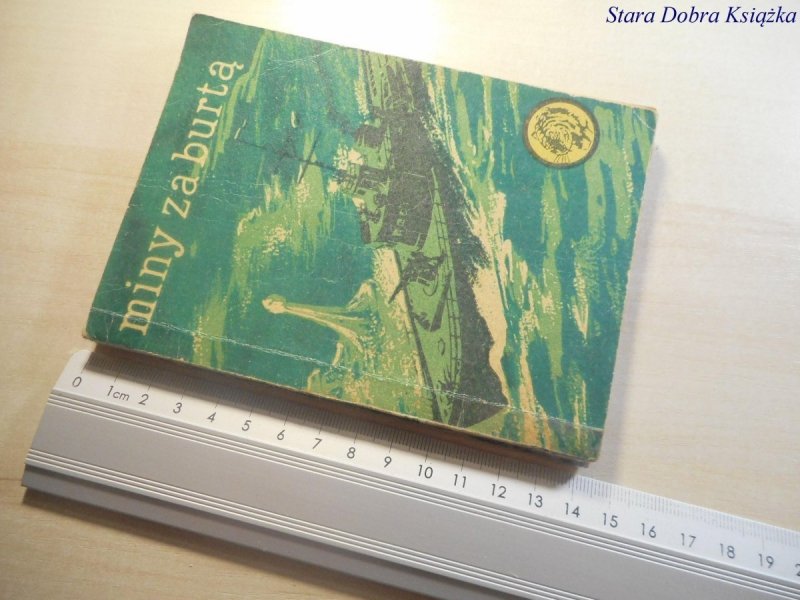 Stara Dobra Książka
miny za burtą
0 1cm 2 3 4 5 6 7 8 9 10 11 12 13 14 15 16 17 18 19